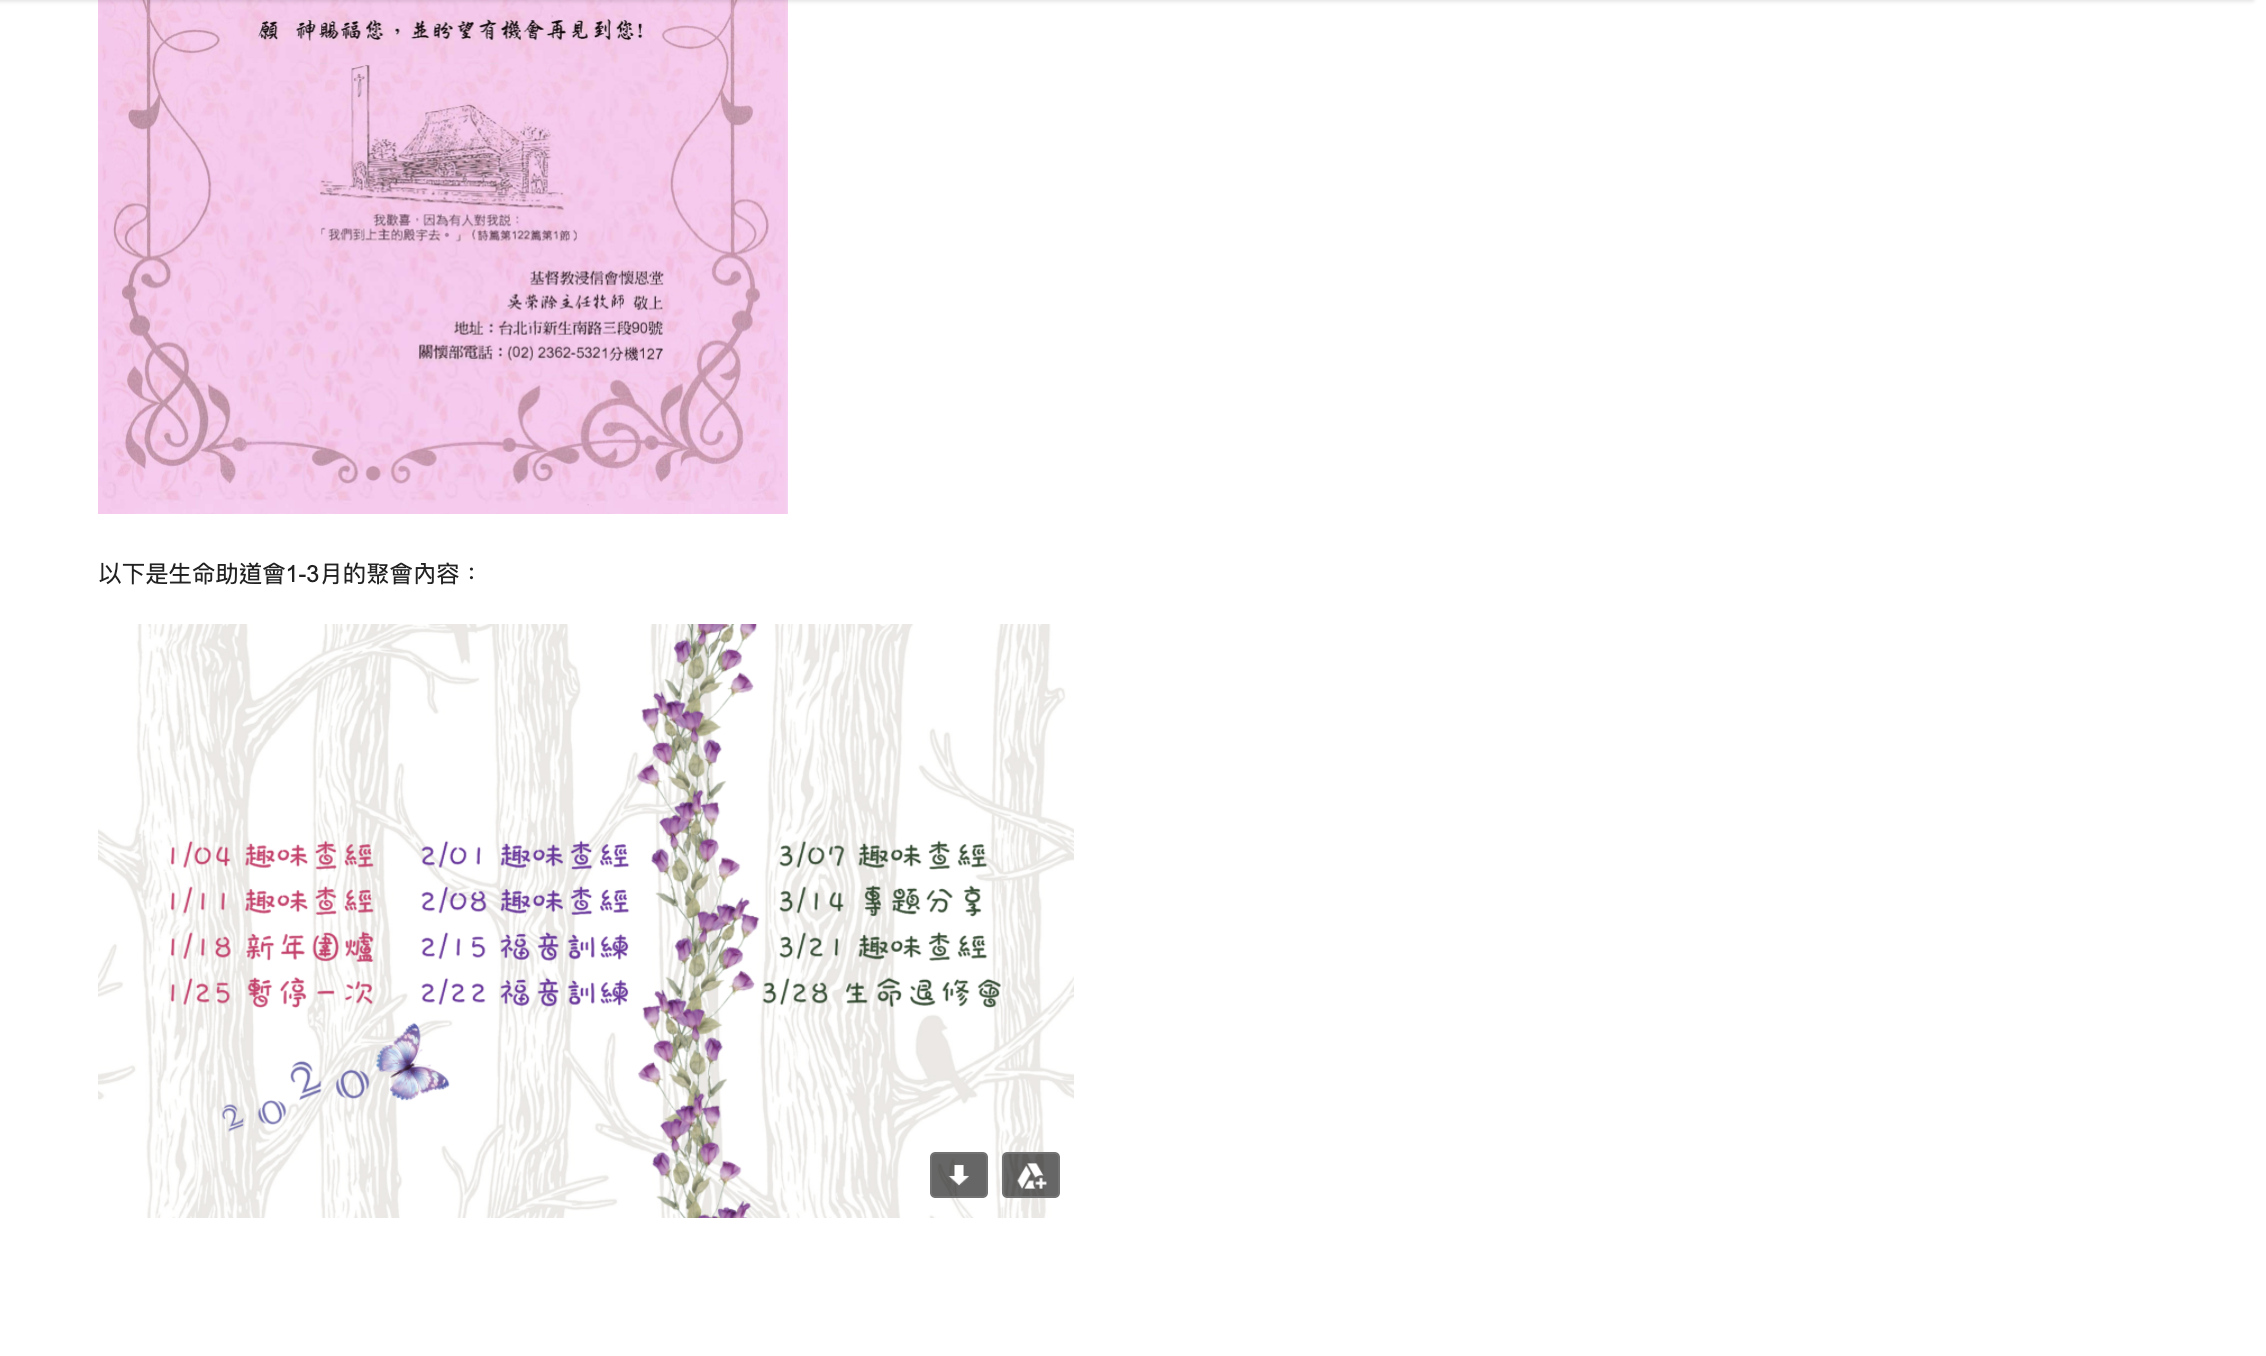 願 神賜福您，並盼望有機會再見到您!
我歡喜，因為有人對我說：
「我們到上主的殿宇去。」（詩篇第122篇第1節）
基督教浸信會懷恩堂
吳榮滁主任牧師 敬上
地址：台北市新生南路三段90號
關懷部電話：(02) 2362-5321分機127
以下是生命助道會1-3月的聚會內容：
1/04 趣味查經
1/11 趣味查經
1/18 新年圍爐
1/25 暫停一次
2/01 趣味查經
2/08 趣味查經
2/15 福音訓練
2/22 福音訓練
3/07 趣味查經
3/14 專題分享
3/21 趣味查經
3/28 生命退修會
2020